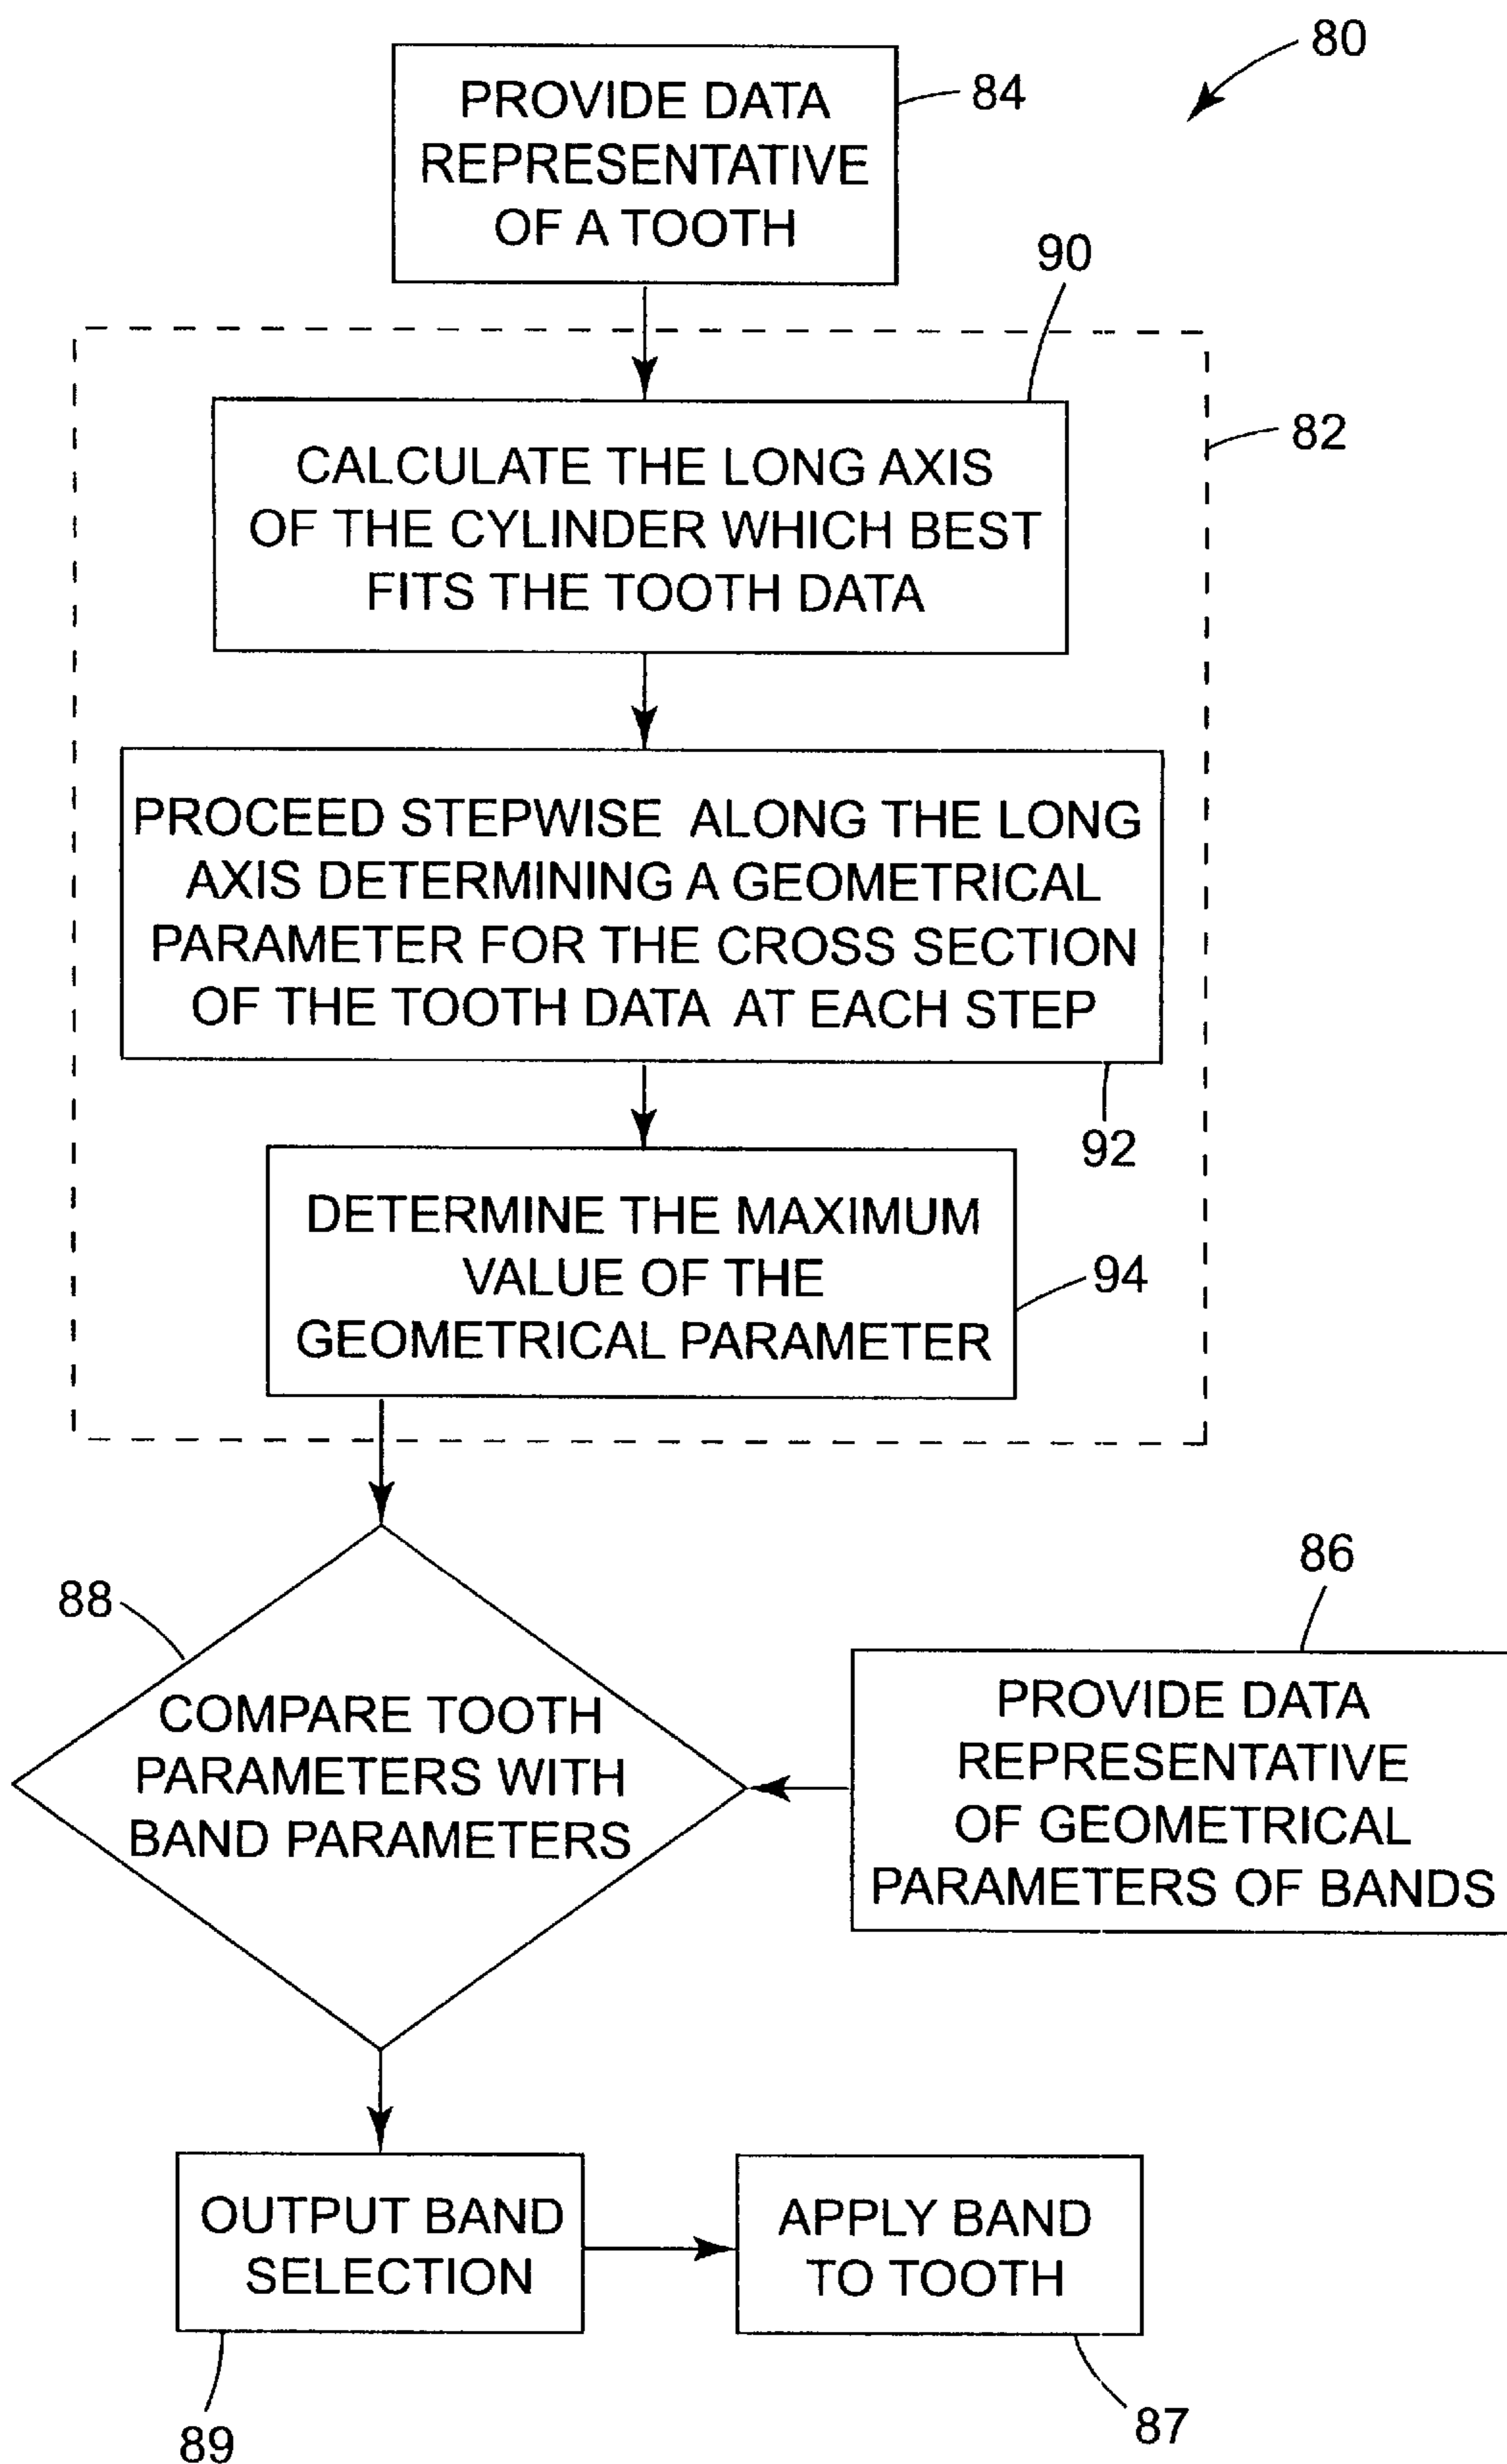 80
PROVIDE DATA
REPRESENTATIVE
OF A TOOTH
84
90
82
CALCULATE THE LONG AXIS
OF THE CYLINDER WHICH BEST
FITS THE TOOTH DATA
PROCEED STEPWISE ALONG THE LONG
AXIS DETERMINING A GEOMETRICAL
PARAMETER FOR THE CROSS SECTION
OF THE TOOTH DATA AT EACH STEP
92
DETERMINE THE MAXIMUM
VALUE OF THE
GEOMETRICAL PARAMETER
94
88
COMPARE TOOTH
PARAMETERS WITH
BAND PARAMETERS
86
PROVIDE DATA
REPRESENTATIVE
OF GEOMETRICAL
PARAMETERS OF BANDS
OUTPUT BAND
SELECTION
89
APPLY BAND
TO TOOTH
87